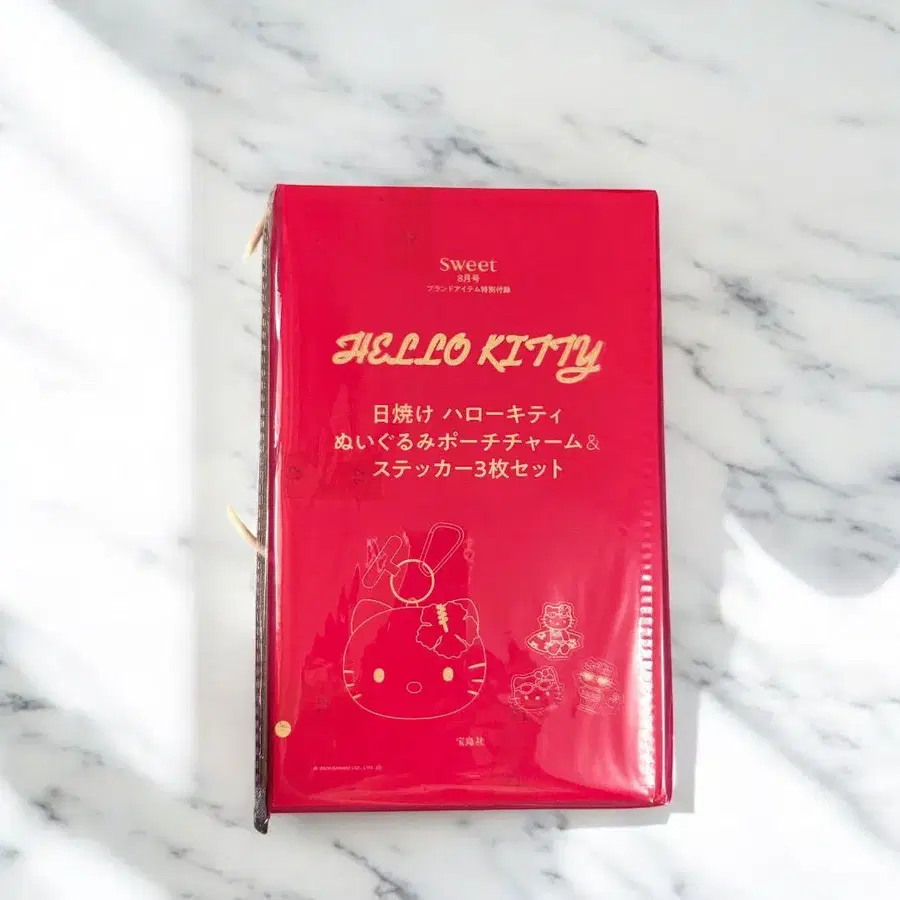 sweet
8月号
ブランドアイテム特別付録
HELLO KITTY
日焼け ハローキティ
ぬいぐるみポーチチャーム&
ステッカー3枚セット
宝島社